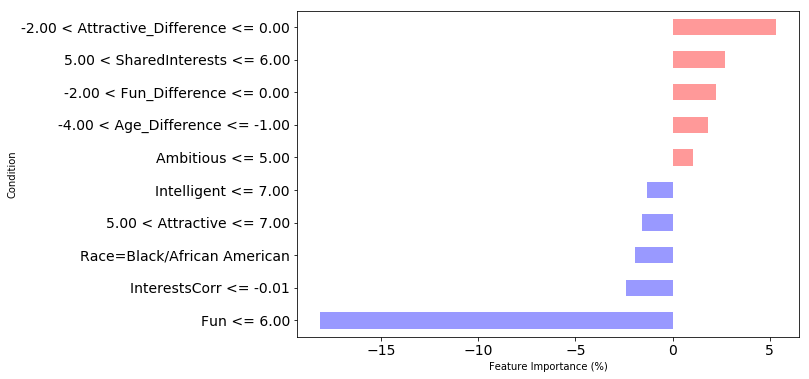 -2.00 < Attractive_Difference <= 0.00
5.00 < SharedInterests <= 6.00
-2.00 < Fun_Difference <= 0.00
-4.00 < Age_Difference <= -1.00
Ambitious <= 5.00
Intelligent <= 7.00
5.00 < Attractive <= 7.00
Race=Black/African American
InterestsCorr <= -0.01
Fun <= 6.00
Condition
−15 −10 −5 0 5
Feature Importance (%)